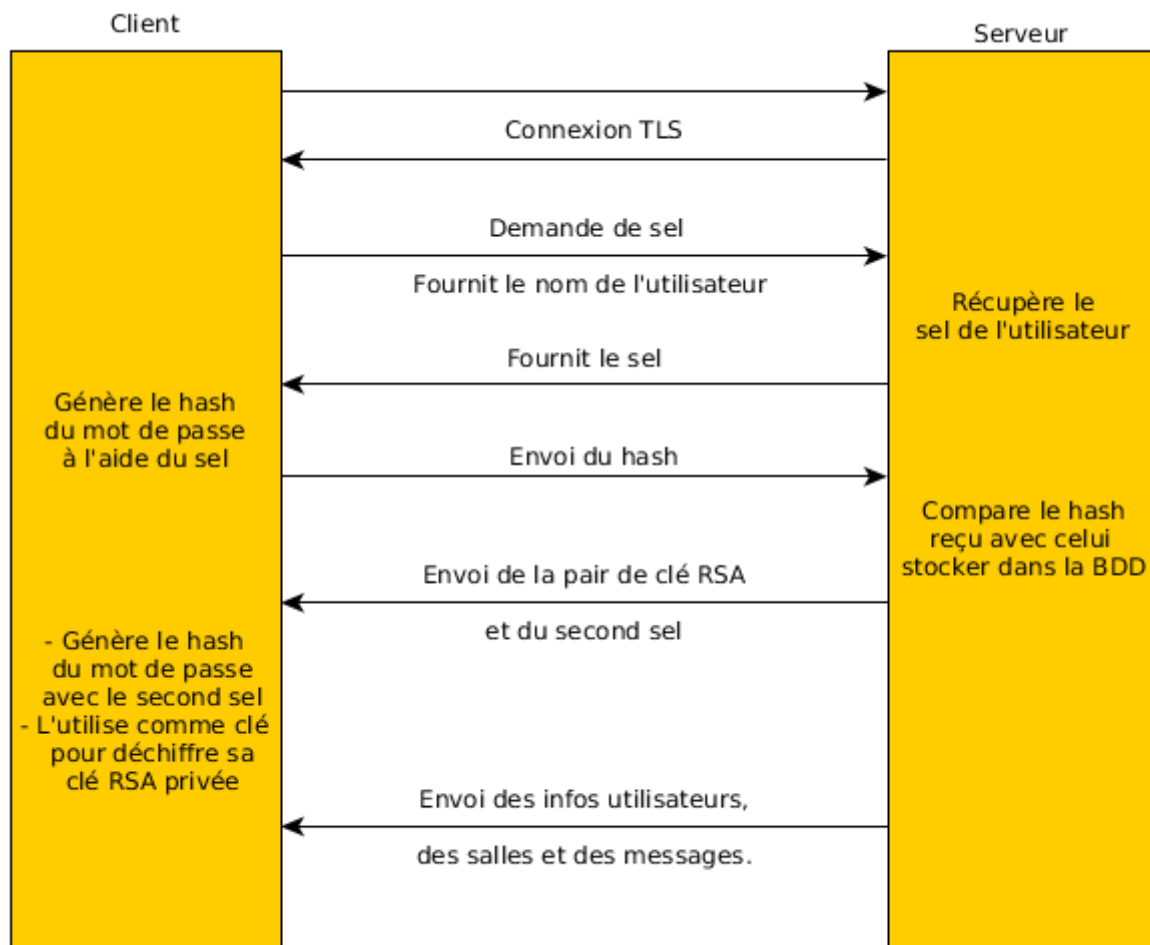 Client
Serveur
Connexion TLS
Demande de sel
Fournit le nom de l'utilisateur
Récupère le
sel de l'utilisateur
Fournit le sel
Génère le hash
du mot de passe
à l'aide du sel
Envoi du hash
Compare le hash
reçu avec celui
stocker dans la BDD
Envoi de la pair de clé RSA
et du second sel
- Génère le hash
du mot de passe
avec le second sel
- L'utilise comme clé
pour déchiffre sa
clé RSA privée
Envoi des infos utilisateurs,
des salles et des messages.